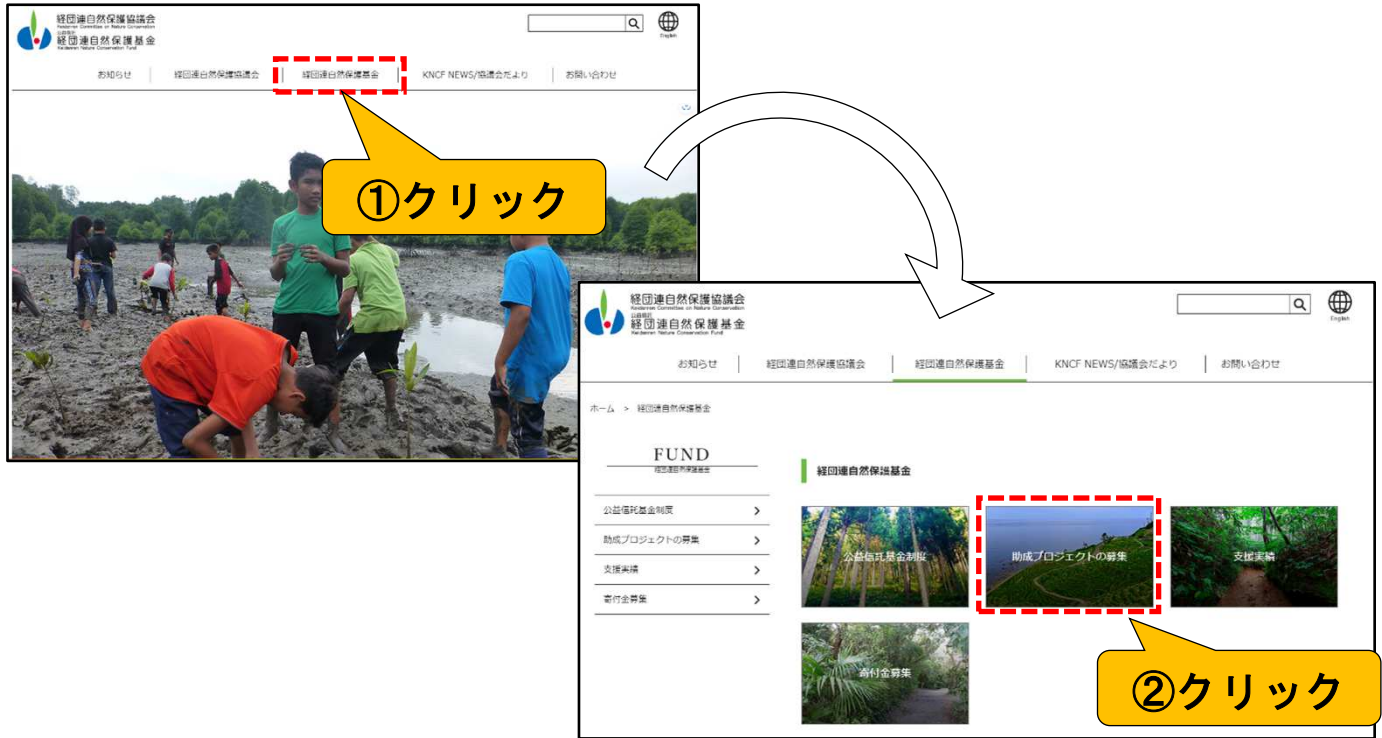 経団連自然保護協議会
Keidanren Committee on Nature Conservation
公益信託
経団連自然保護基金
Keidanren Nature Conservation Fund
English
お知らせ
経団連自然保護協議会
経団連自然保護基金
KNCF NEWS/協議会だより
お問い合わせ
①クリック
経団連自然保護協議会
Keidanren Committee on Nature Conservation
公益信託
経団連自然保護基金
Keidanren Nature Conservation Fund
English
お知らせ
経団連自然保護協議会
経団連自然保護基金
KNCF NEWS/協議会だより
お問い合わせ
ホーム > 経団連自然保護基金
FUND
経団連自然保護基金
公益信託基金制度
助成プロジェクトの募集
支援実績
寄付金募集
経団連自然保護基金
公益信託基金制度
助成プロジェクトの募集
支援実績
寄付金募集
②クリック